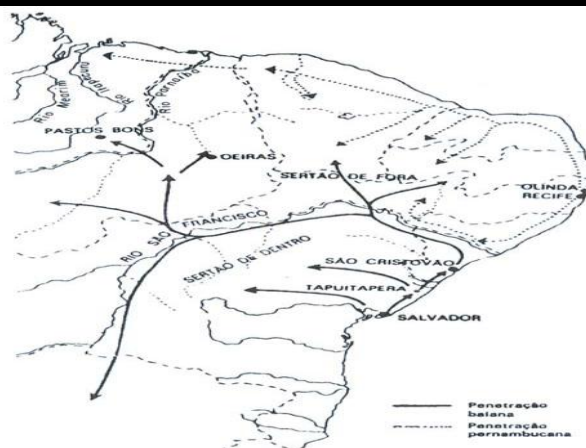 Rio Mearim
Rio Itapecuru
Rio Parnaíba
PASTOS BONS
OEIRAS
SERTÃO DE FORA
OLINDA
RECIFE
RIO SÃO FRANCISCO
SERTÃO DE DENTRO
SÃO CRISTOVÃO
TAPUITAPERA
SALVADOR
Penetração
baiana
Penetração
pernambucana